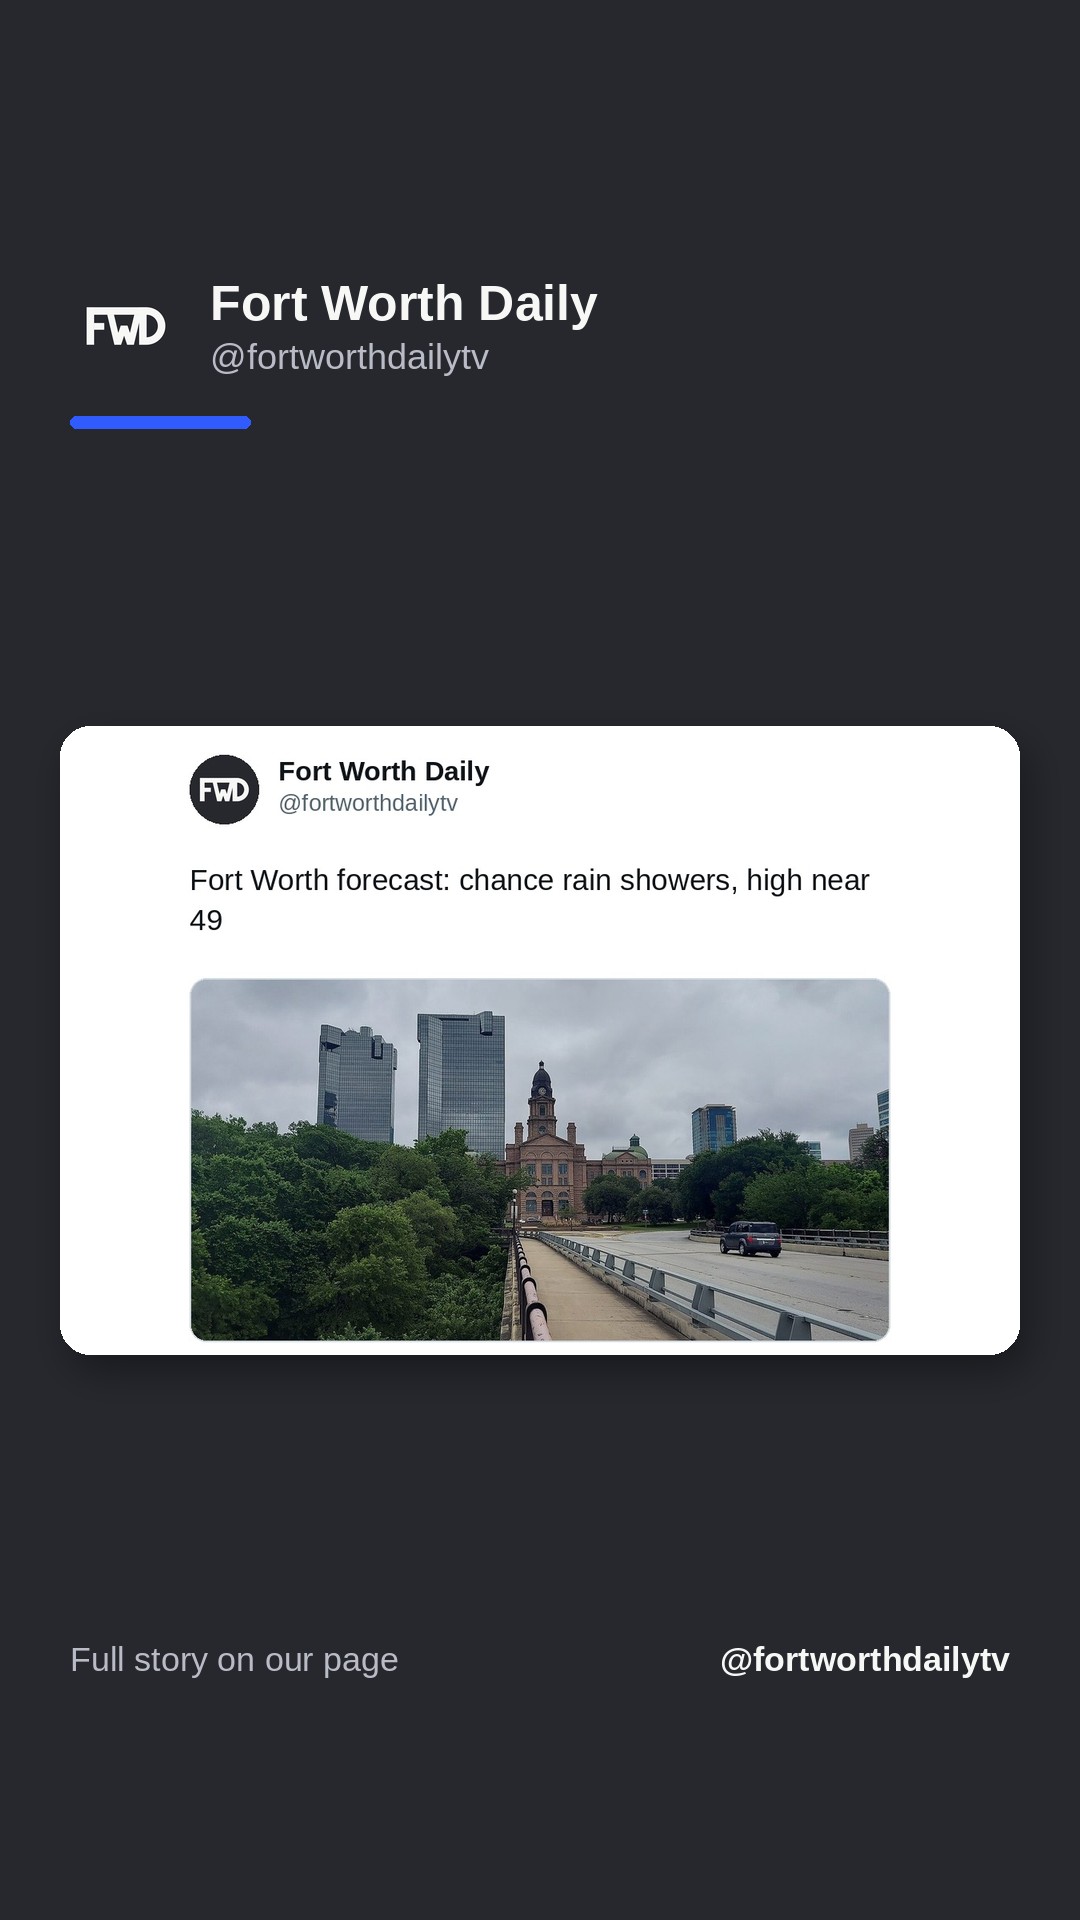 FWD
Fort Worth Daily
@fortworthdailytv
FWD
Fort Worth Daily
@fortworthdailytv
Fort Worth forecast: chance rain showers, high near
49
Full story on our page
@fortworthdailytv